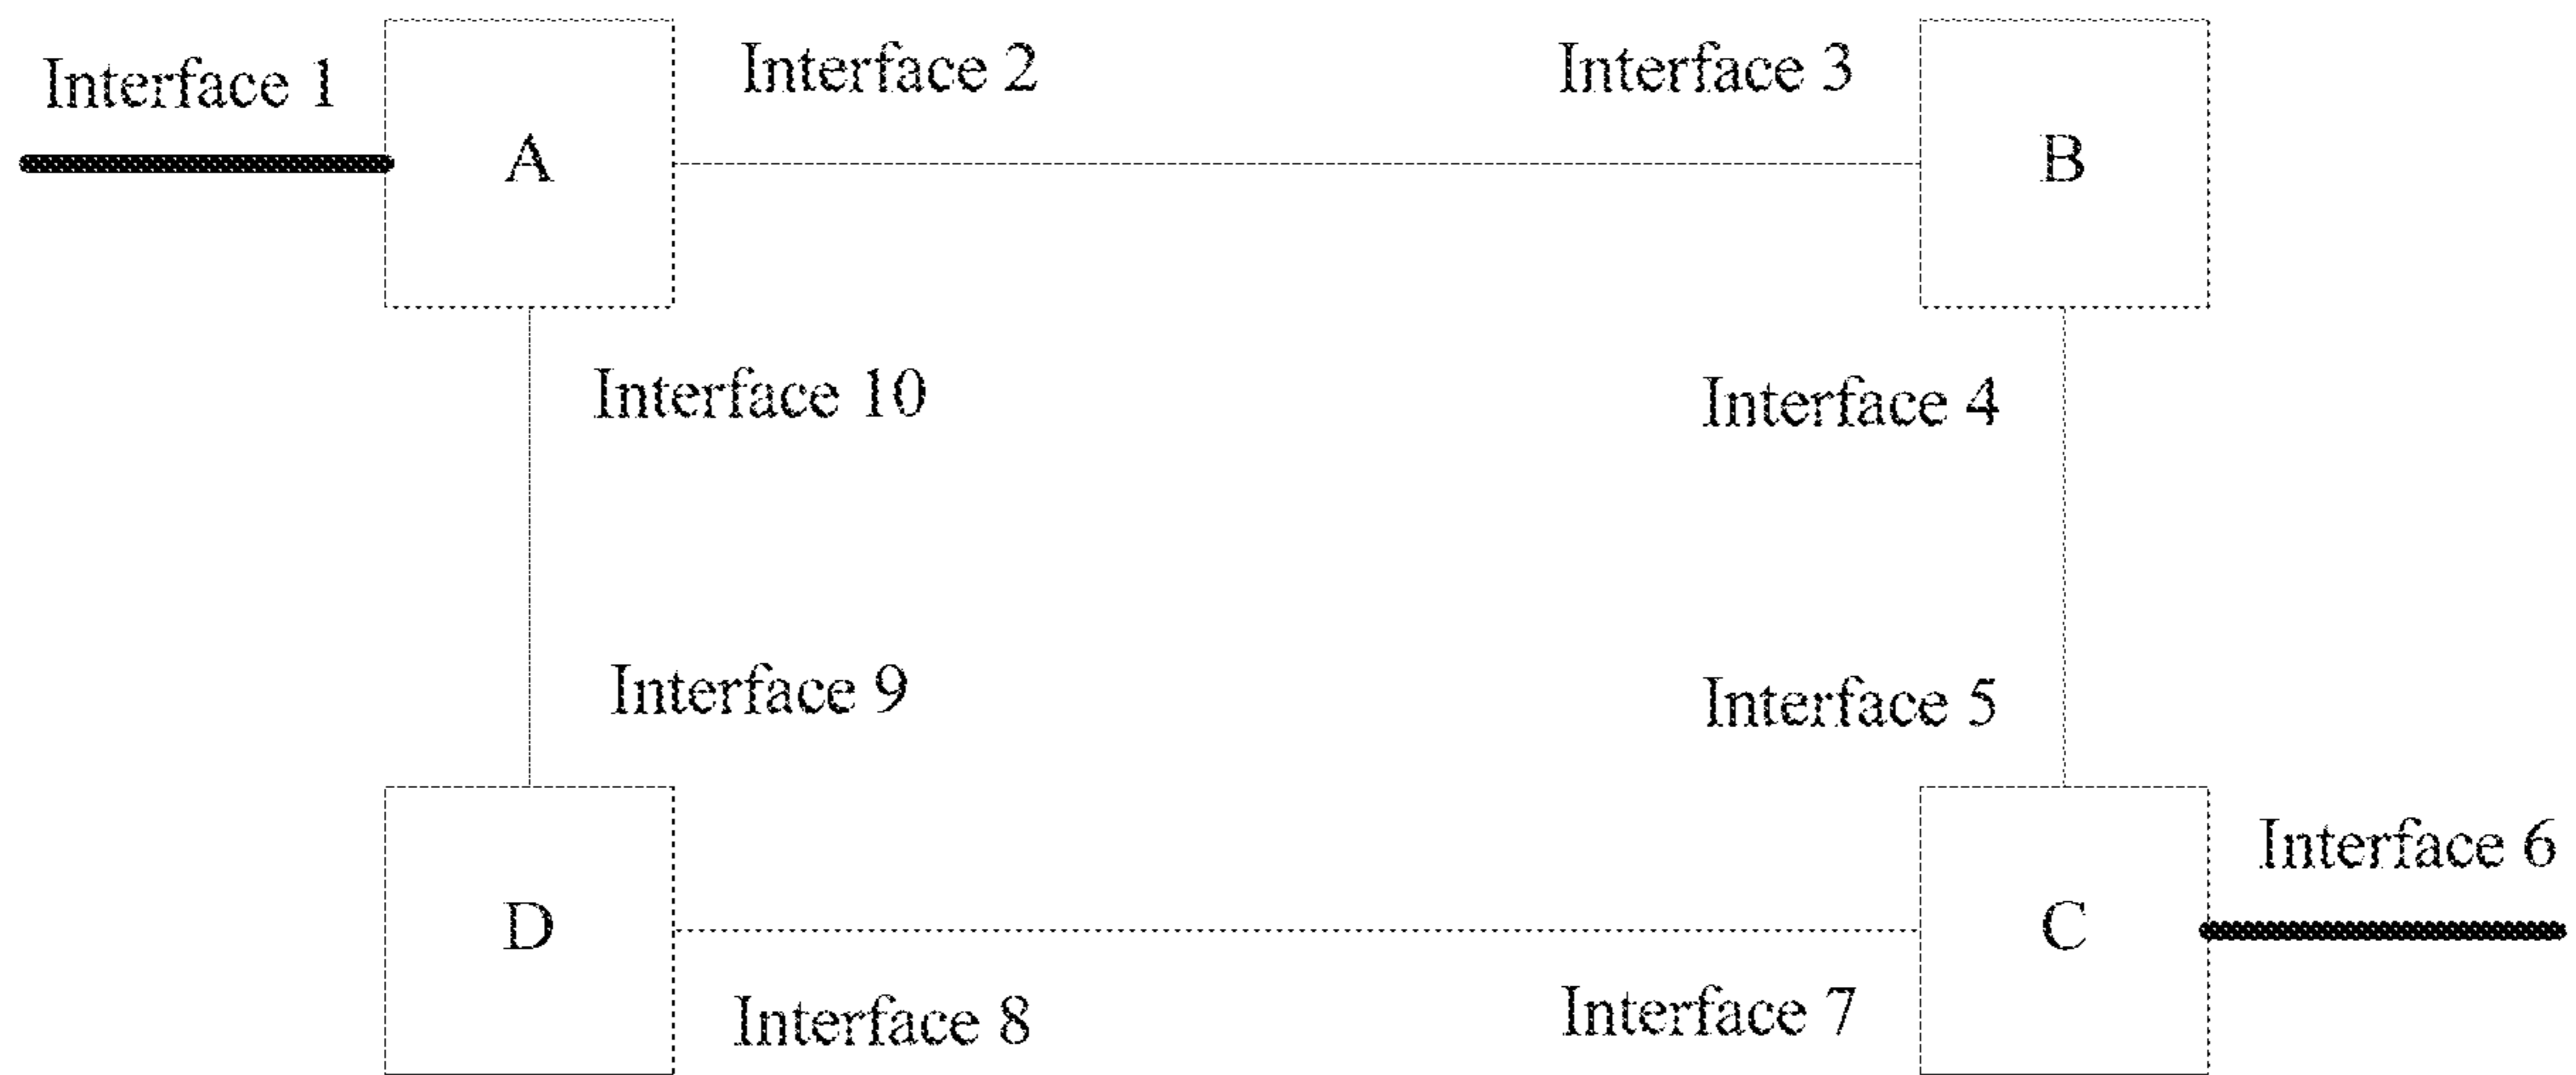 Interface 1
A
Interface 2
Interface 3
B
Interface 10
Interface 4
Interface 9
Interface 5
D
Interface 8
Interface 7
C
Interface 6